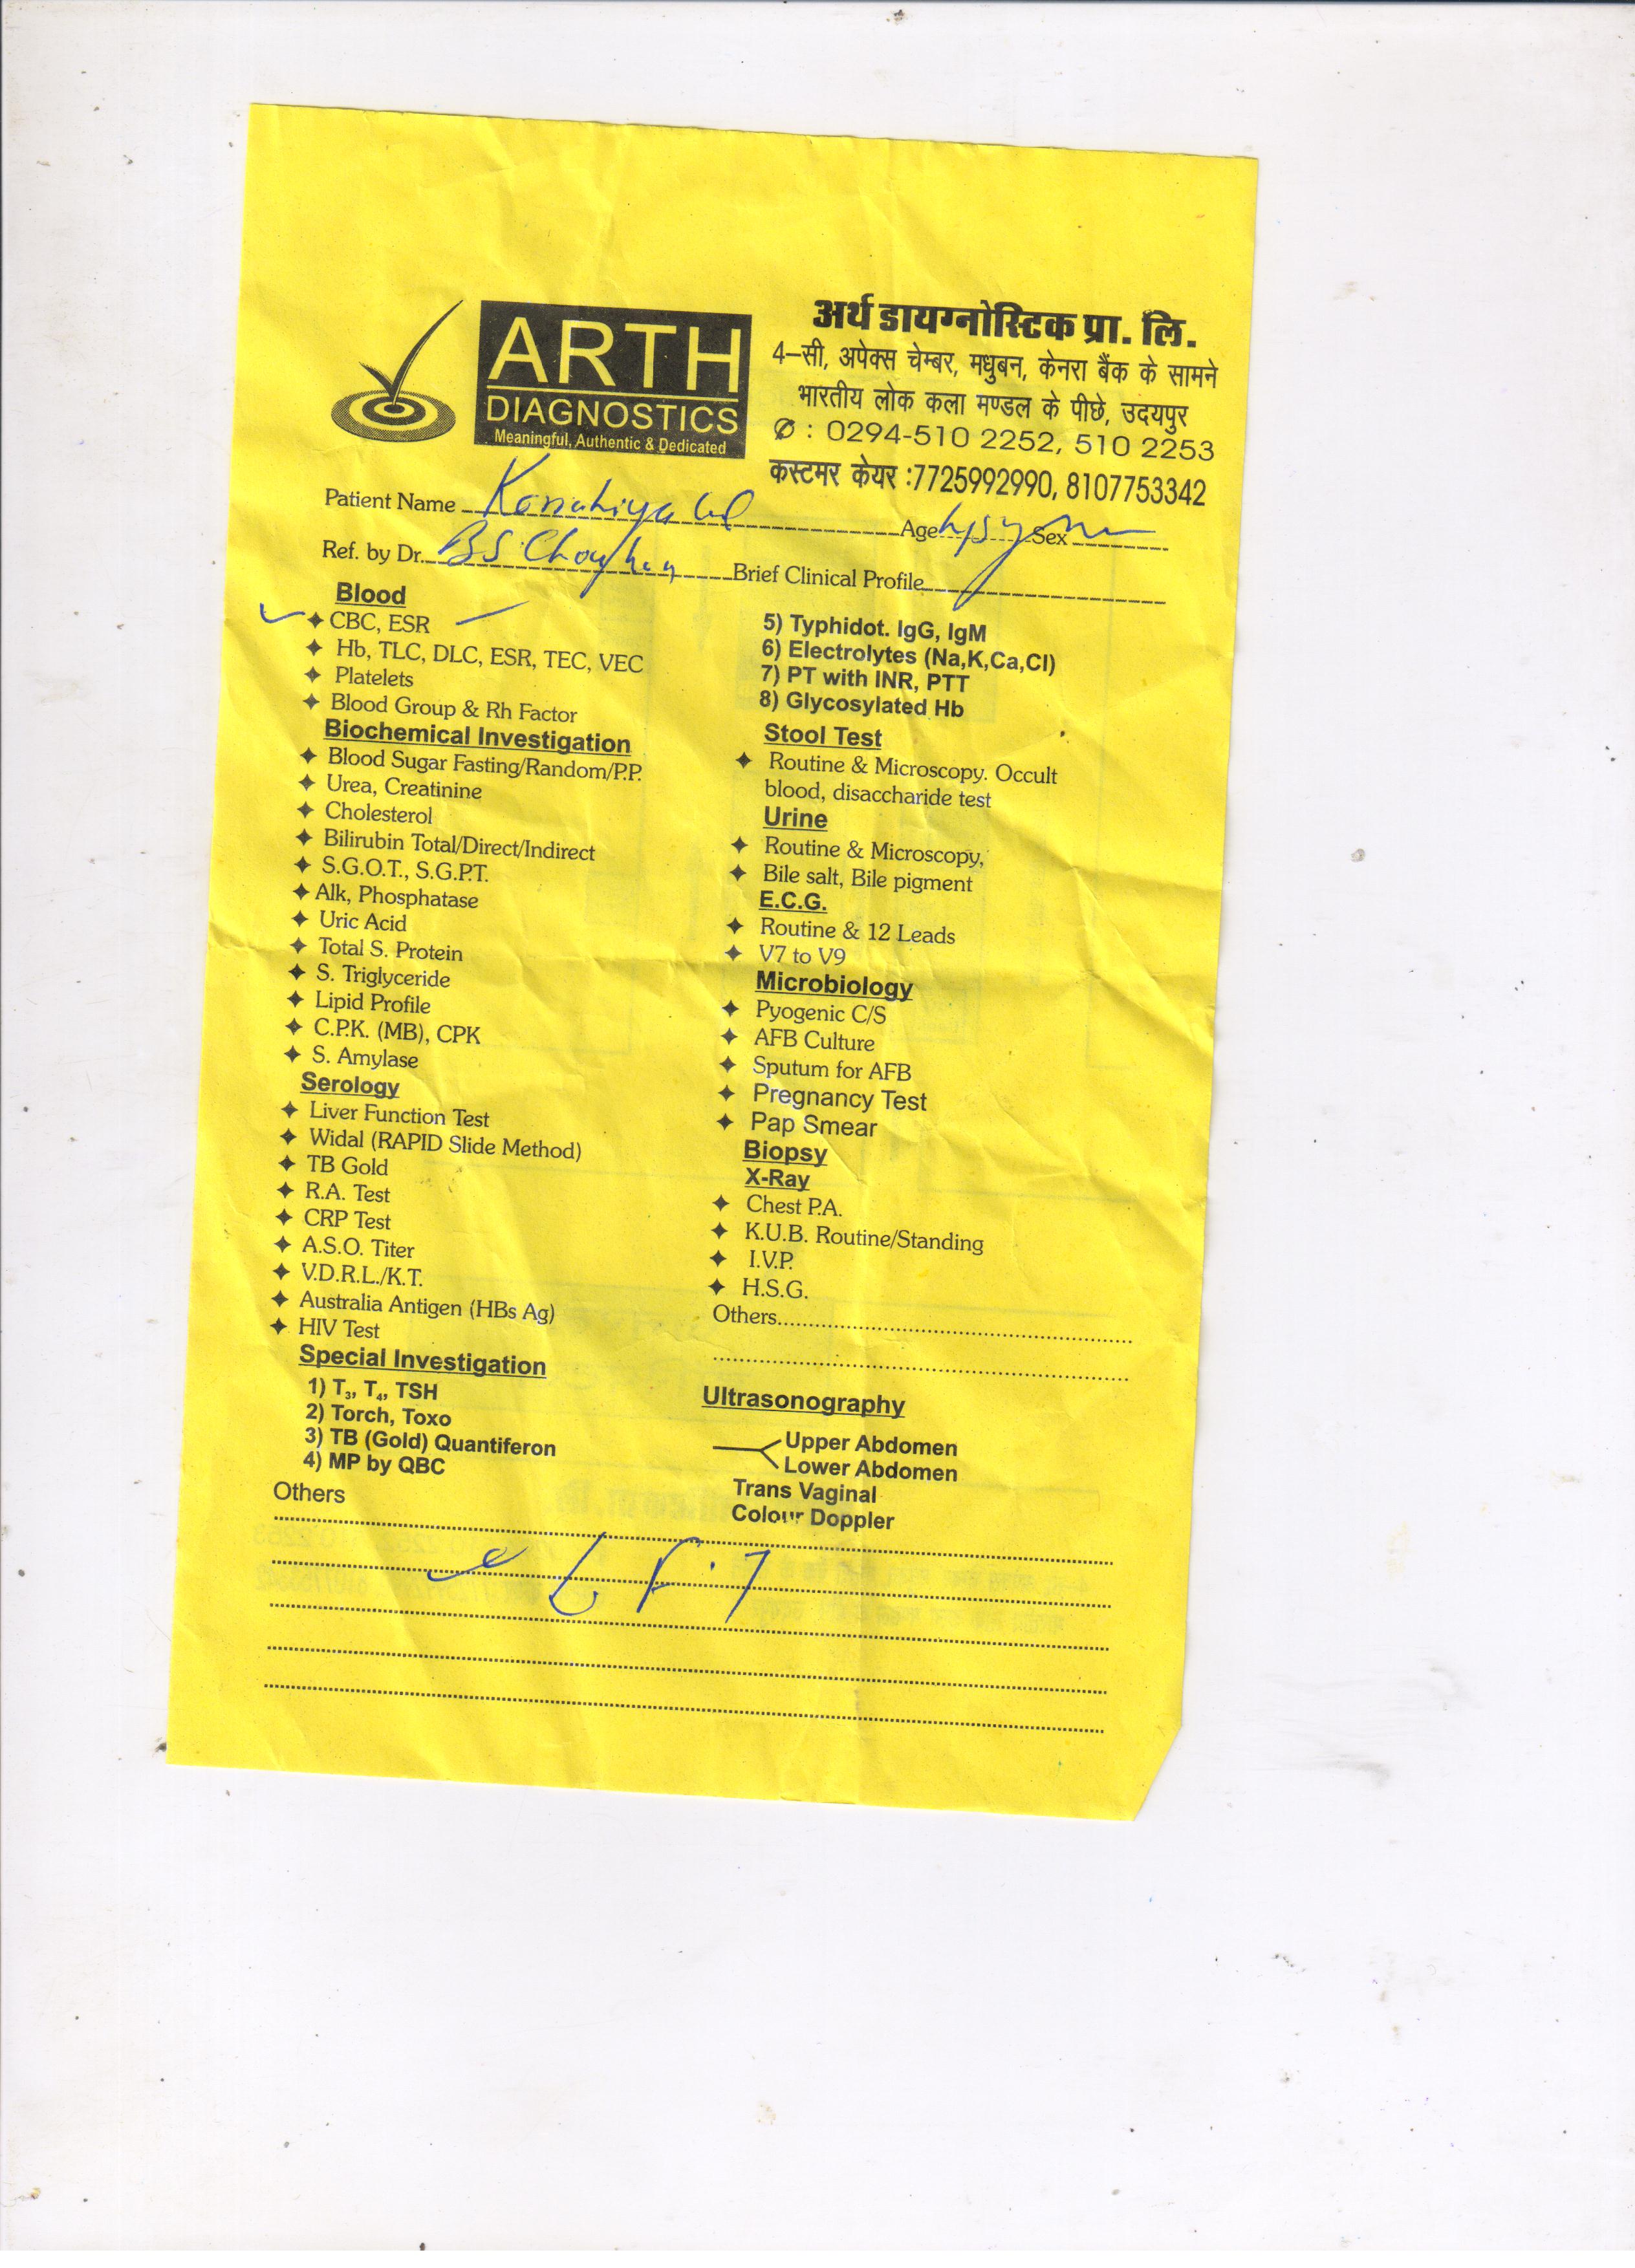 ARTH
DIAGNOSTICS
Meaningful, Authentic & Dedicated
अर्थ डायग्नोस्टिक प्रा. लि.
4-सी, अपेक्स चेम्बर, मधुबन, केनरा बैंक के सामने
भारतीय लोक कला मण्डल के पीछे, उदयपुर
: 0294-510 2252, 510 2253
कस्टमर केयर :7725992990, 8107753342
Patient Name Kanahiya lal Age Sex
Ref. by Dr. BS Chouhan Brief Clinical Profile
Blood
CBC, ESR
Hb, TLC, DLC, ESR, TEC, VEC
Platelets
Blood Group & Rh Factor
Biochemical Investigation
Blood Sugar Fasting/Random/P.P.
Urea, Creatinine
Cholesterol
Bilirubin Total/Direct/Indirect
S.G.O.T., S.G.P.T.
Alk, Phosphatase
Uric Acid
Total S. Protein
S. Triglyceride
Lipid Profile
C.P.K. (MB), CPK
S. Amylase
Serology
Liver Function Test
Widal (RAPID Slide Method)
TB Gold
R.A. Test
CRP Test
A.S.O. Titer
V.D.R.L./K.T.
Australia Antigen (HBs Ag)
HIV Test
Special Investigation
1) T₃, T₄, TSH
2) Torch, Toxo
3) TB (Gold) Quantiferon
4) MP by QBC
5) Typhidot. IgG, IgM
6) Electrolytes (Na,K,Ca,Cl)
7) PT with INR, PTT
8) Glycosylated Hb
Stool Test
Routine & Microscopy. Occult
blood, disaccharide test
Urine
Routine & Microscopy,
Bile salt, Bile pigment
E.C.G.
Routine & 12 Leads
V7 to V9
Microbiology
Pyogenic C/S
AFB Culture
Sputum for AFB
Pregnancy Test
Pap Smear
Biopsy
X-Ray
Chest P.A.
K.U.B. Routine/Standing
I.V.P.
H.S.G.
Others
Ultrasonography
Upper Abdomen
Lower Abdomen
Trans Vaginal
Colour Doppler
Others